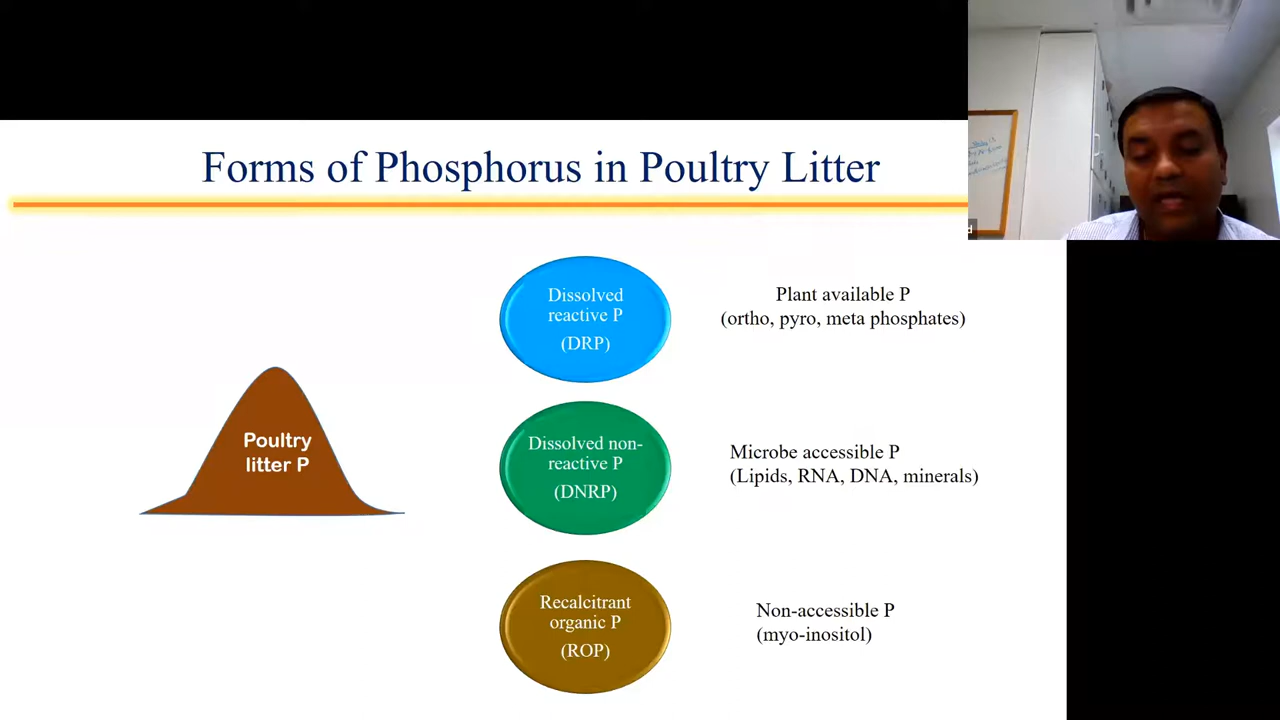 Forms of Phosphorus in Poultry Litter
Poultry
litter P
Dissolved
reactive P
(DRP)
Plant available P
(ortho, pyro, meta phosphates)
Dissolved non-
reactive P
(DNRP)
Microbe accessible P
(Lipids, RNA, DNA, minerals)
Recalcitrant
organic P
(ROP)
Non-accessible P
(myo-inositol)